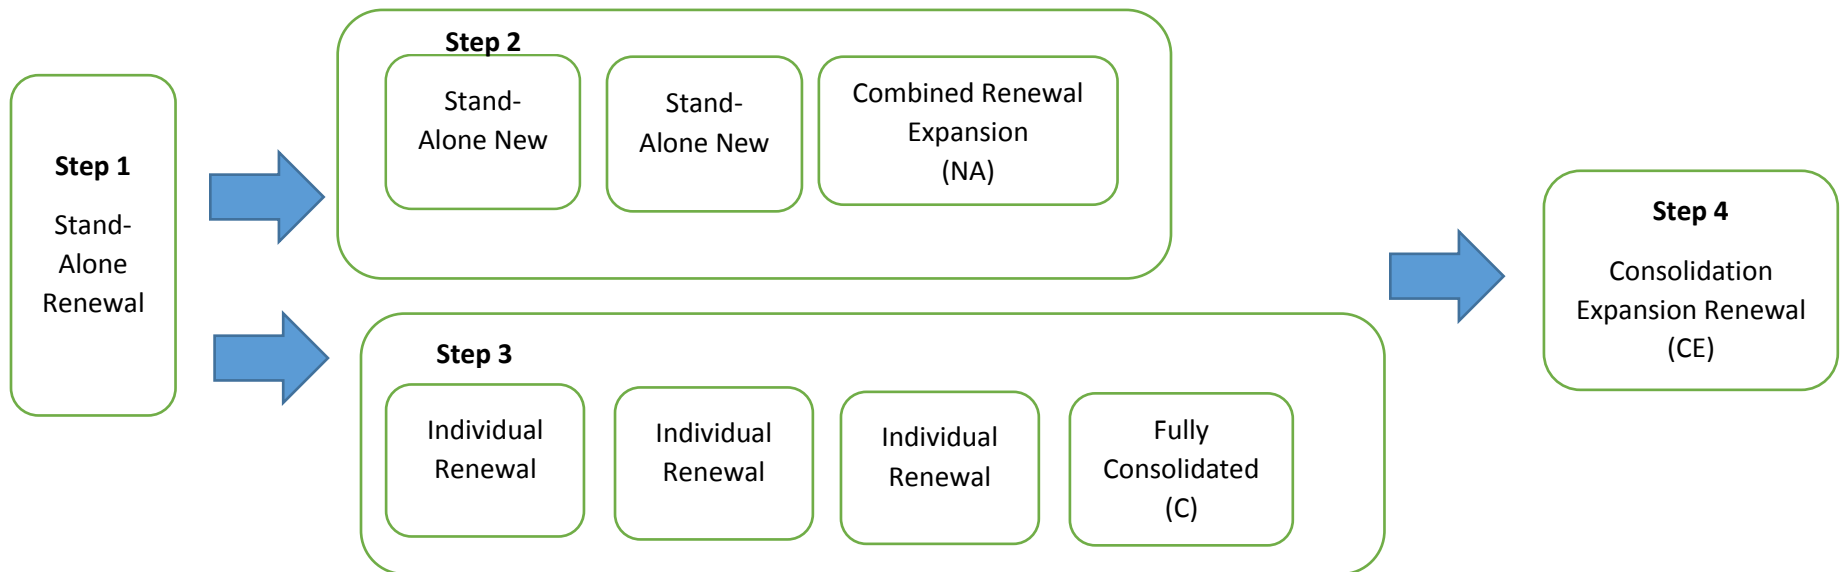 Step 1
Stand-
Alone
Renewal
Step 2
Stand-
Alone New
Stand-
Alone New
Combined Renewal
Expansion
(NA)
Step 3
Individual
Renewal
Individual
Renewal
Individual
Renewal
Fully
Consolidated
(C)
Step 4
Consolidation
Expansion Renewal
(CE)